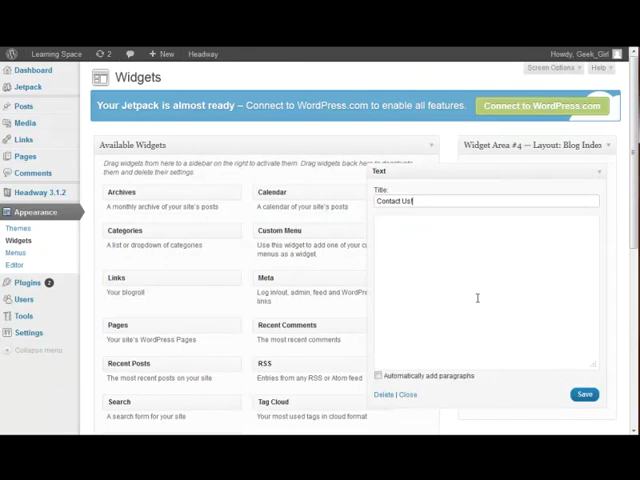 Learning Space 2 + New Headway Howdy, Geek_Girl
Screen Options Help
Dashboard
Jetpack
Posts
Media
Links
Pages
Comments
Headway 3.1.2
Appearance
Themes
Widgets
Menus
Editor
Plugins 2
Users
Tools
Settings
Collapse menu
Widgets
Your Jetpack is almost ready – Connect to WordPress.com to enable all features.
Connect to WordPress.com
Available Widgets
Drag widgets from here to a sidebar on the right to activate them. Drag widgets back here to
them and delete their settings.
Archives
A monthly archive of your site's posts
Calendar
A calendar of your site's posts
Categories
A list or dropdown of categories
Custom Menu
Use this widget to add one of your
menus as a widget.
Links
Your blogroll
Meta
Log in/out, admin, feed and
links
Pages
Your site's WordPress Pages
Recent Comments
The most recent comments
Recent Posts
The most recent posts on your site
RSS
Entries from any RSS or Atom feed
Search
A search form for your site
Tag Cloud
Your most used tags in cloud format
Widget Area #4 — Layout: Blog Index
Text
Title:
Contact Us!
Automatically add paragraphs
Delete | Close
Save